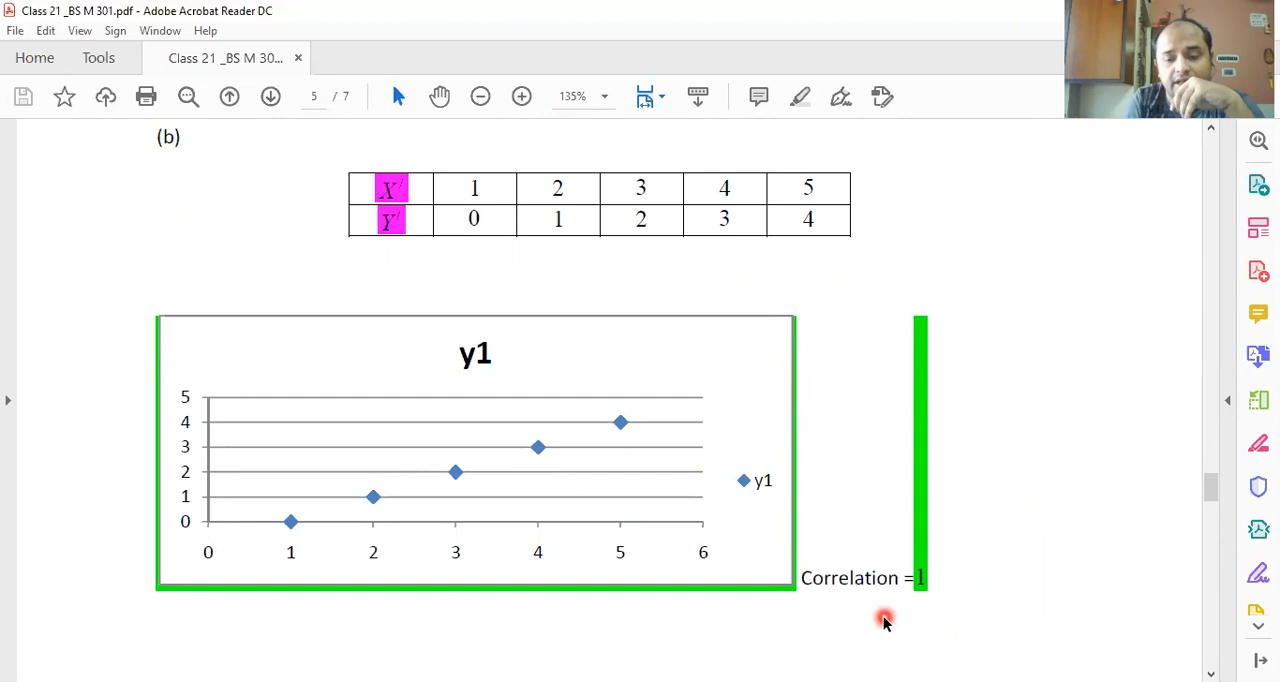 Class 21 _BS M 301.pdf - Adobe Acrobat Reader DC
File Edit View Sign Window Help
Home Tools Class 21 _BS M 30... ×
5 / 7 135%
(b)
X/ 1 2 3 4 5
Y/ 0 1 2 3 4
y1
5
4
3
2
1
0
0 1 2 3 4 5 6
y1
Correlation =1